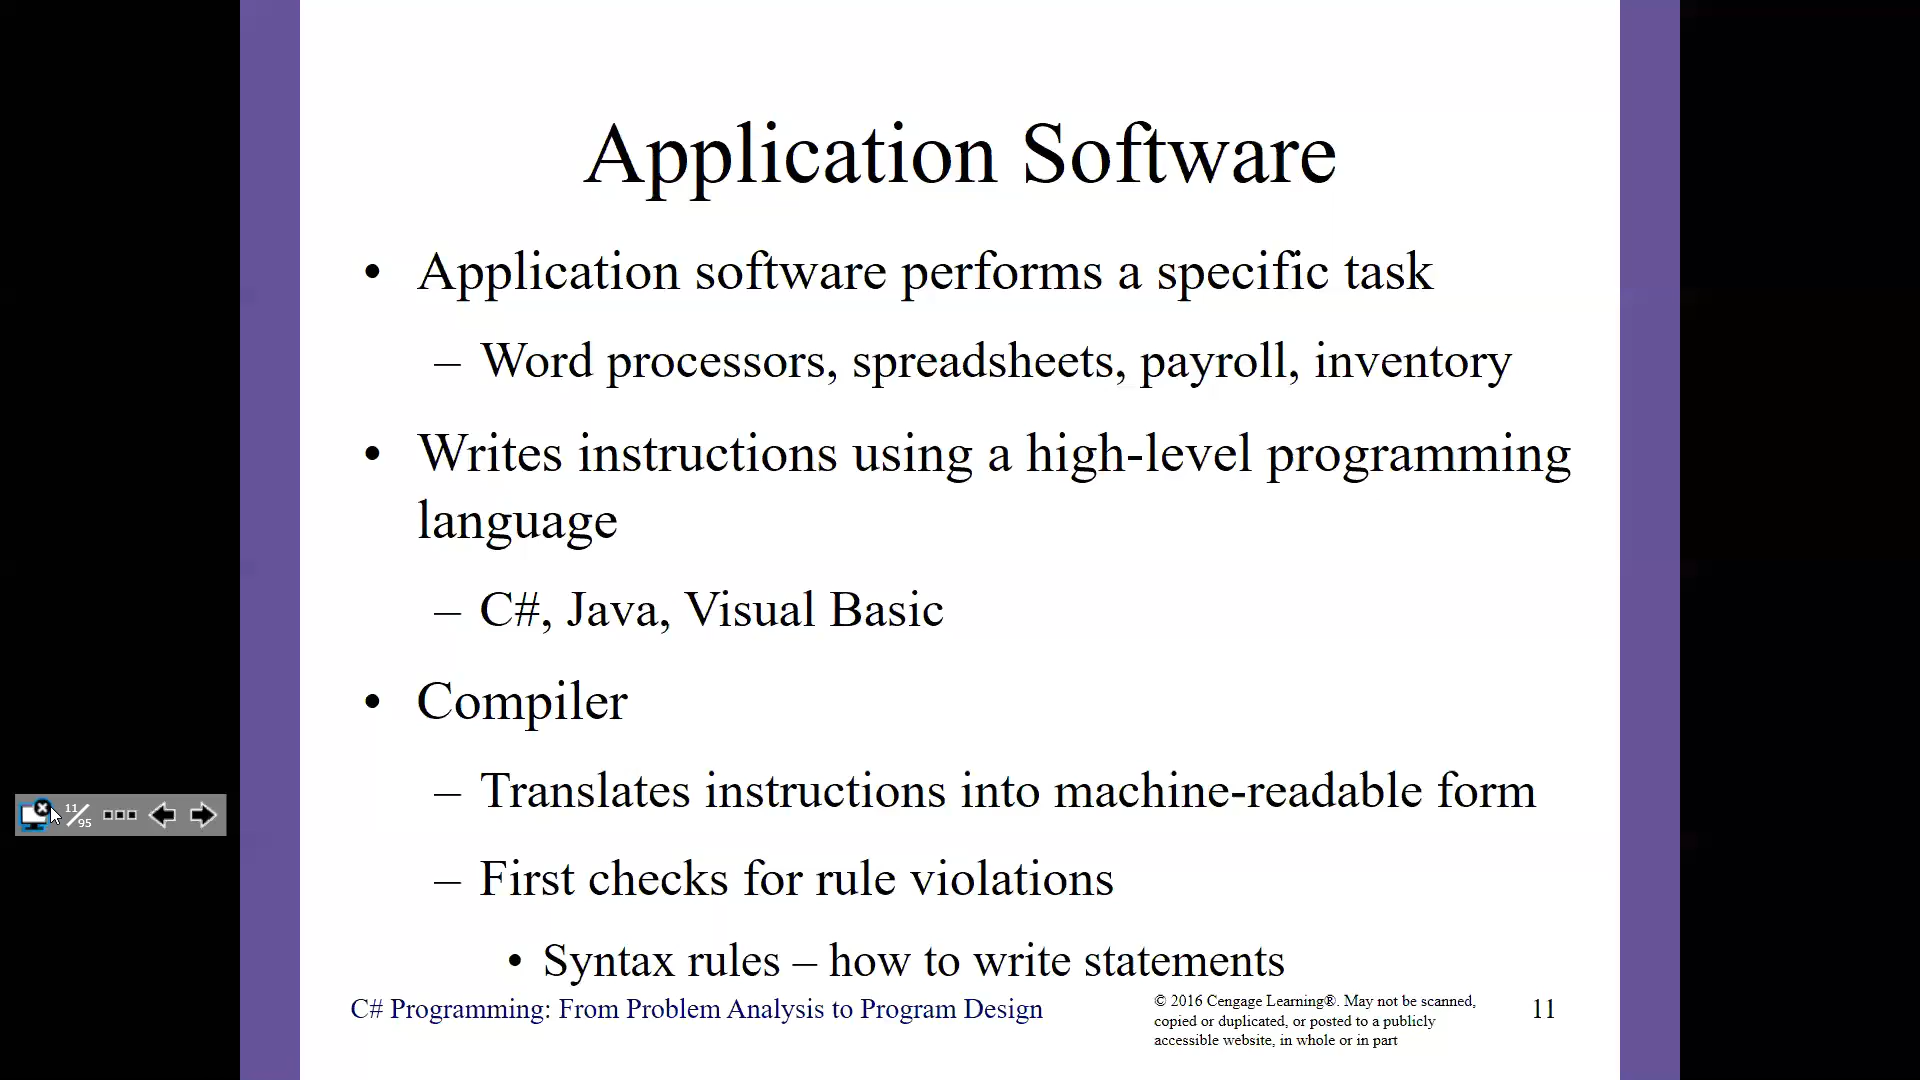 Application Software
• Application software performs a specific task
– Word processors, spreadsheets, payroll, inventory
• Writes instructions using a high-level programming
language
– C#, Java, Visual Basic
• Compiler
– Translates instructions into machine-readable form
11/95
– First checks for rule violations
• Syntax rules – how to write statements
C# Programming: From Problem Analysis to Program Design
© 2016 Cengage Learning®. May not be scanned,
copied or duplicated, or posted to a publicly
accessible website, in whole or in part
11